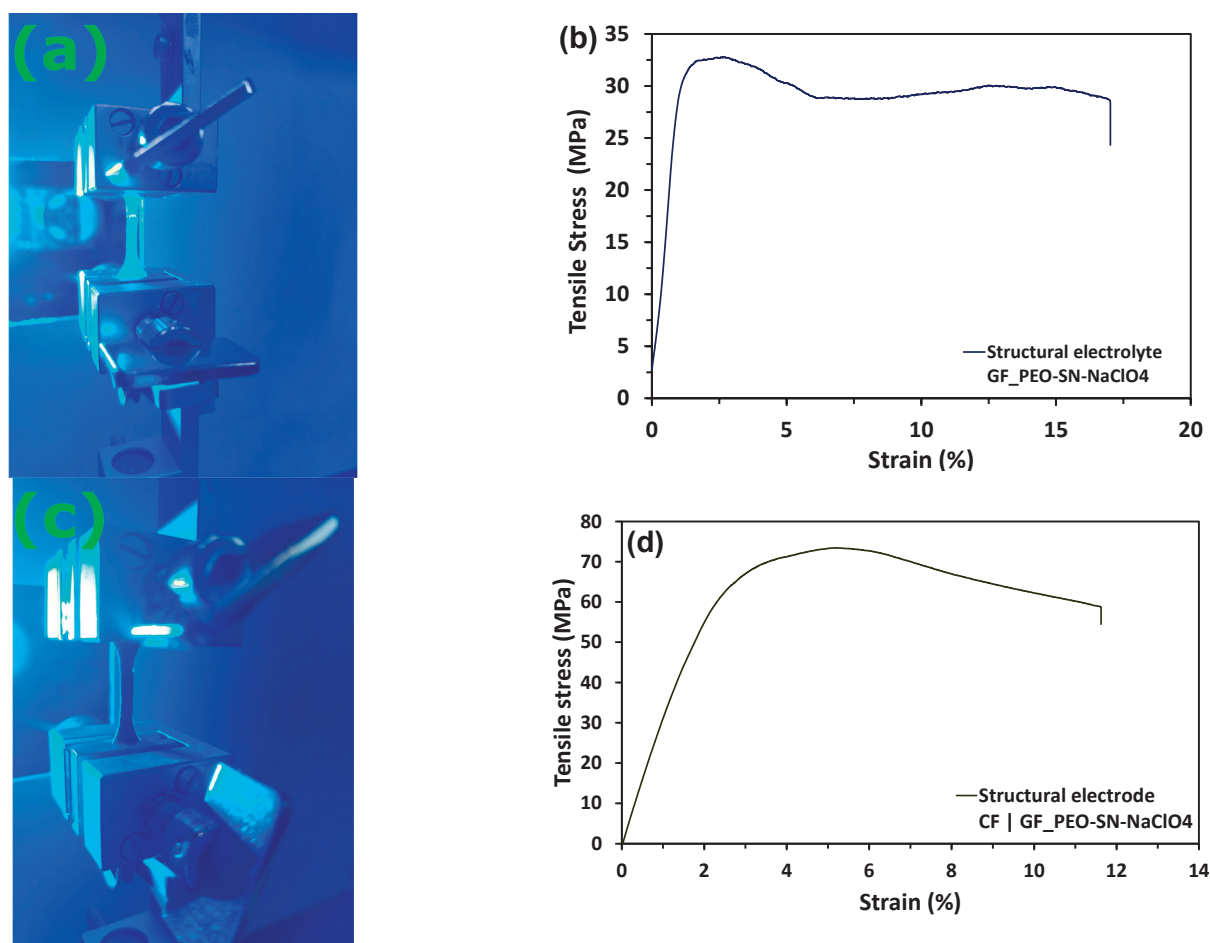 (a)
(b)
35
30
25
20
15
10
5
0
Tensile Stress (MPa)
Structural electrolyte
GF_PEO-SN-NaClO4
0 5 10 15 20
Strain (%)
(c)
(d)
80
70
60
50
40
30
20
10
0
Tensile stress (MPa)
Structural electrode
CF | GF_PEO-SN-NaClO4
0 2 4 6 8 10 12 14
Strain (%)